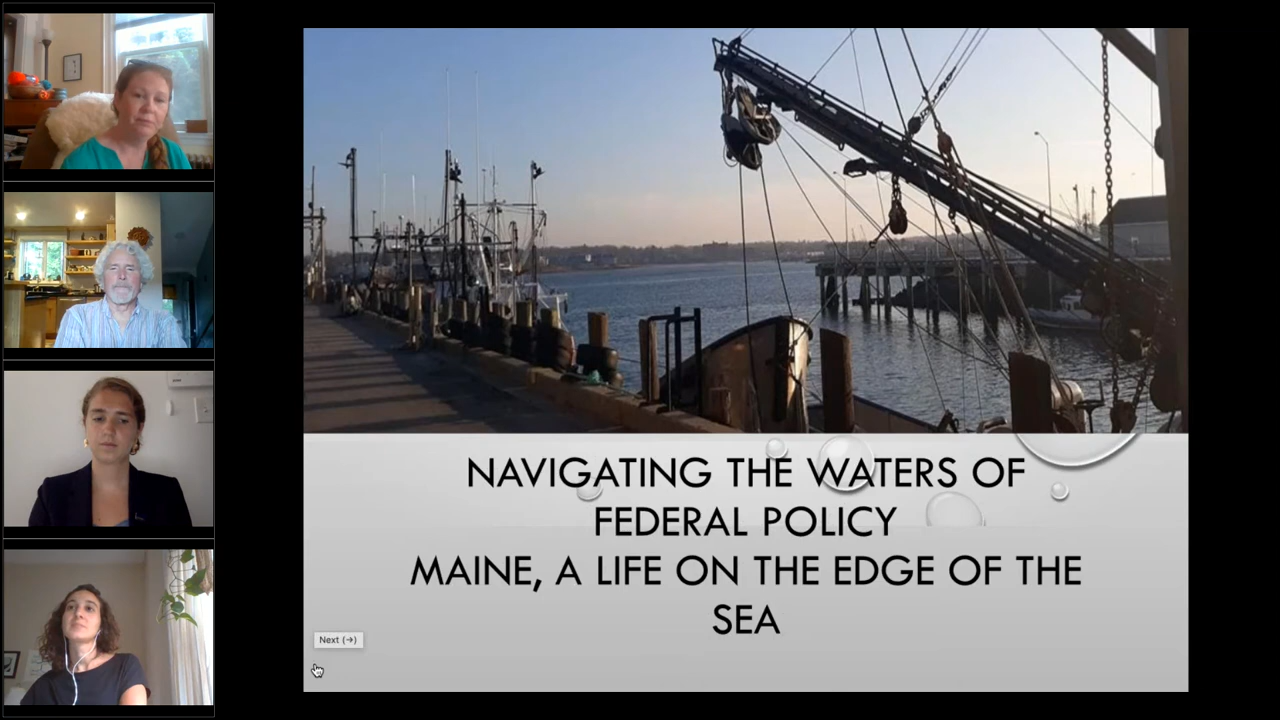 NAVIGATING THE WATERS OF
FEDERAL POLICY
MAINE, A LIFE ON THE EDGE OF THE
SEA
Next (→)